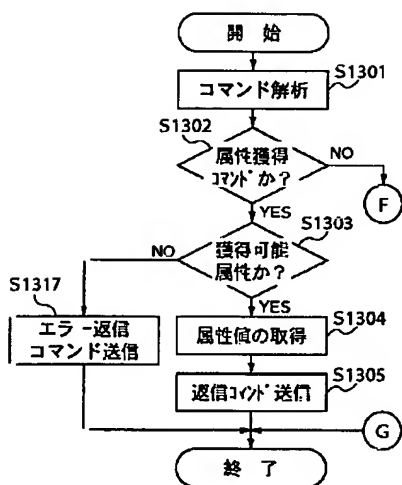 開 始
S1301
コマンド解析
S1302
属性獲得
コマンドか?
NO
F
YES
S1303
獲得可能
属性か?
NO
YES
S1317
エラー返信
コマンド送信
S1304
属性値の取得
S1305
返信コマンド送信
G
終 了